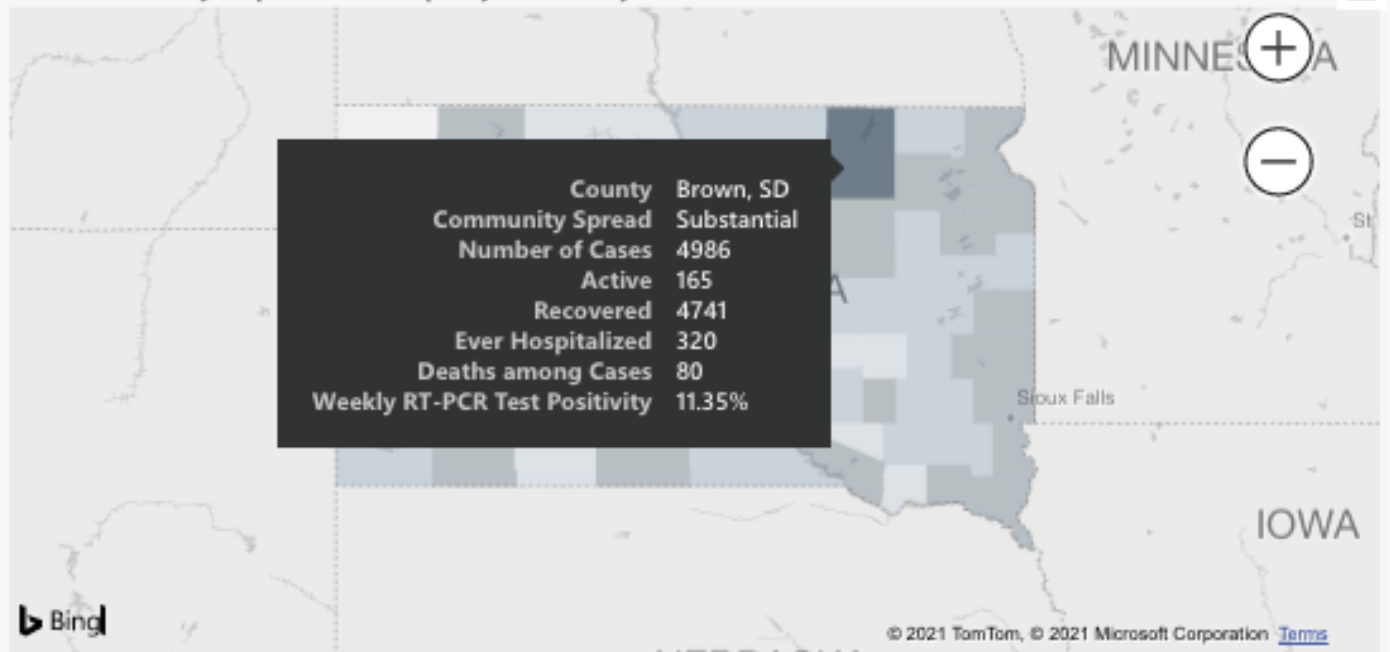 MINNES A
County Brown, SD
Community Spread Substantial
Number of Cases 4986
Active 165
Recovered 4741
Ever Hospitalized 320
Deaths among Cases 80
Weekly RT-PCR Test Positivity 11.35%
A
St
Sioux Falls
IOWA
Bing
© 2021 TomTom, © 2021 Microsoft Corporation Terms